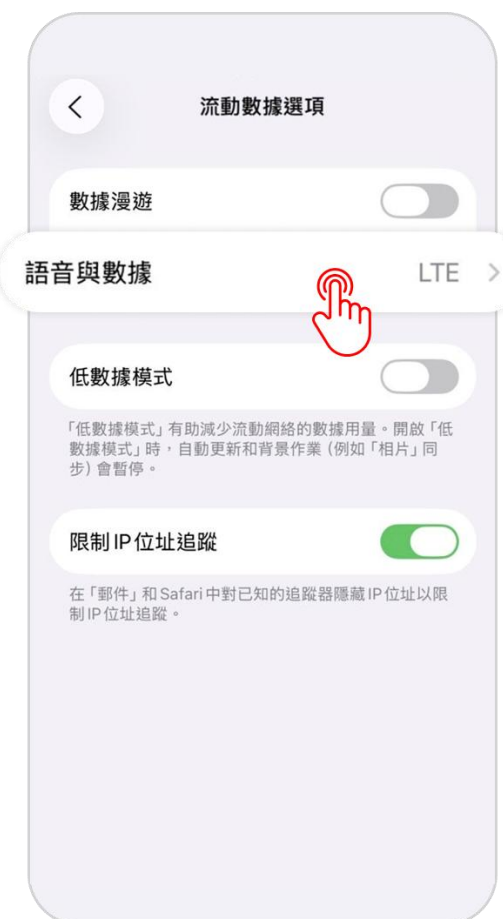 流動數據選項
數據漫遊
語音與數據 LTE
低數據模式
「低數據模式」有助減少流動網絡的數據用量。開啟「低
數據模式」時，自動更新和背景作業（例如「相片」同
步）會暫停。
限制 IP 位址追蹤
在「郵件」和 Safari 中對已知的追蹤器隱藏 IP 位址以限
制 IP 位址追蹤。